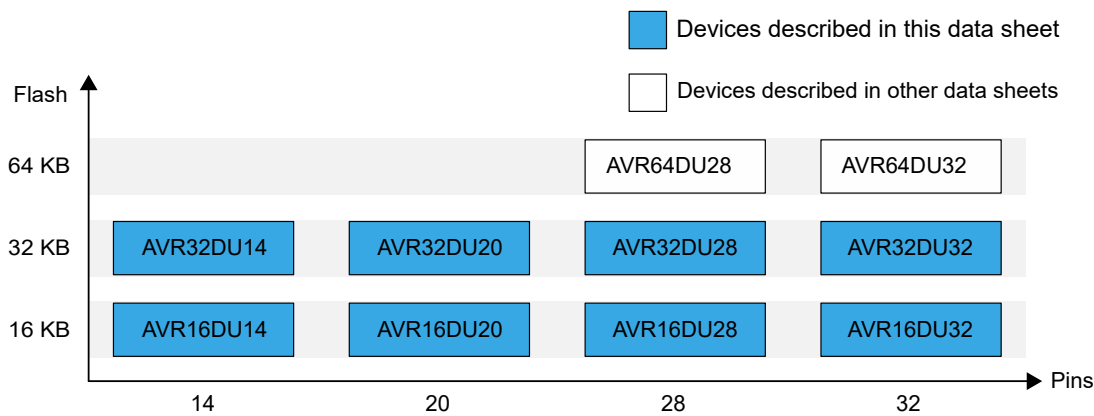 Devices described in this data sheet
Devices described in other data sheets
Flash
64 KB AVR64DU28 AVR64DU32
32 KB AVR32DU14 AVR32DU20 AVR32DU28 AVR32DU32
16 KB AVR16DU14 AVR16DU20 AVR16DU28 AVR16DU32
Pins
14 20 28 32